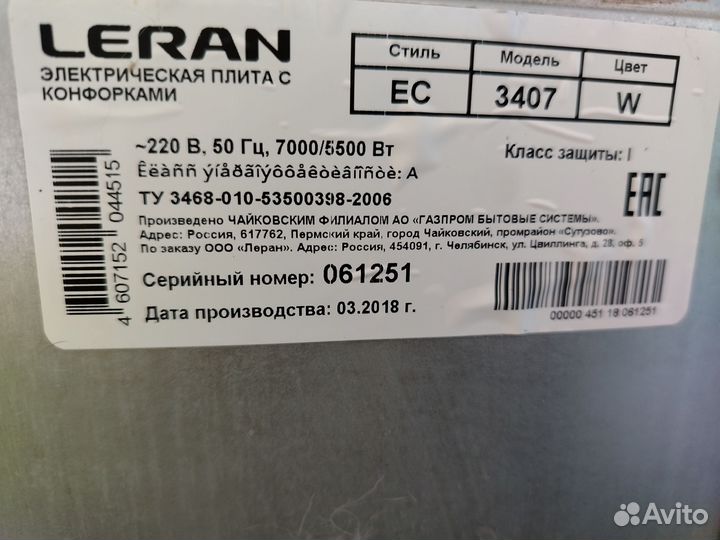 LERAN
ЭЛЕКТРИЧЕСКАЯ ПЛИТА С
КОНФОРКАМИ
Стиль Модель Цвет
EC 3407 W
~220 В, 50 Гц, 7000/5500 Вт
Класс защиты: I
Êëàññ ýíåðãîýôôåêòèâíîñòè: A
ТУ 3468-010-53500398-2006
EAC
Произведено ЧАЙКОВСКИМ ФИЛИАЛОМ АО «ГАЗПРОМ БЫТОВЫЕ СИСТЕМЫ».
Адрес: Россия, 617762, Пермский край, город Чайковский, промрайон «Сутузово».
По заказу ООО «Леран». Адрес: Россия, 454091, г. Челябинск, ул. Цвиллинга, д. 28, оф. 5
Серийный номер: 061251
Дата производства: 03.2018 г.
4 607152 044515
00000 451 18 061251
Avito